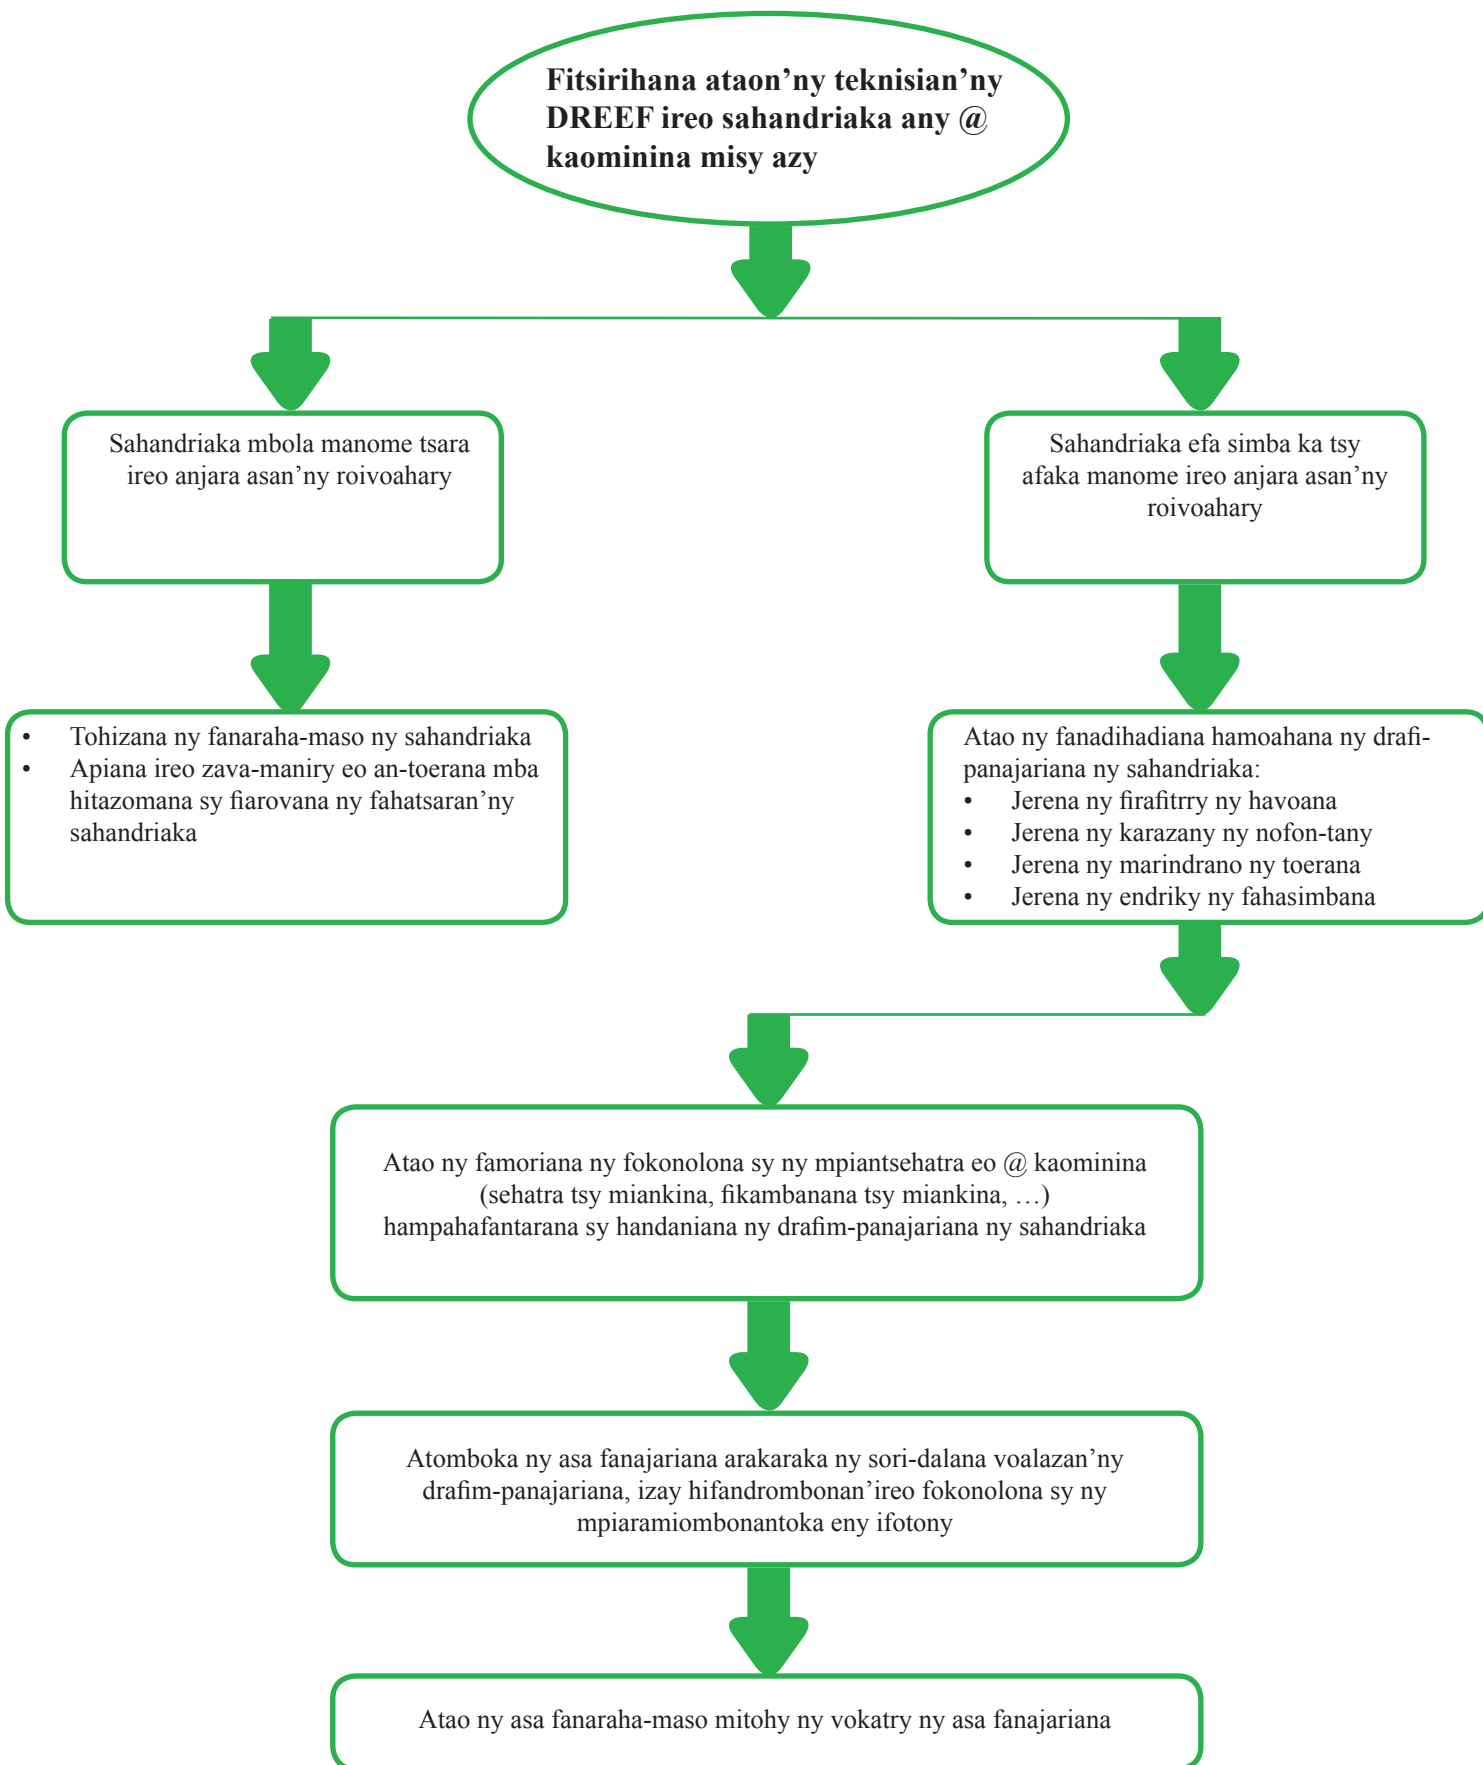 Fitsirihana ataon’ny teknisian’ny
DREEF ireo sahandriaka any @
kaominina misy azy
Sahandriaka mbola manome tsara
ireo anjara asan’ny roivoahary
Sahandriaka efa simba ka tsy
afaka manome ireo anjara asan’ny
roivoahary
• Tohizana ny fanaraha-maso ny sahandriaka
• Apiana ireo zava-maniry eo an-toerana mba
hitazomana sy fiarovana ny fahatsaran’ny
sahandriaka
Atao ny fanadihadiana hamoahana ny drafi-
panajariana ny sahandriaka:
• Jerena ny firafitrry ny havoana
• Jerena ny karazany ny nofon-tany
• Jerena ny marindrano ny toerana
• Jerena ny endriky ny fahasimbana
Atao ny famoriana ny fokonolona sy ny mpiantsehatra eo @ kaominina
(sehatra tsy miankina, fikambanana tsy miankina, …)
hampahafantarana sy handaniana ny drafim-panajariana ny sahandriaka
Atomboka ny asa fanajariana arakaraka ny sori-dalana voalazan’ny
drafim-panajariana, izay hifandrombonan’ireo fokonolona sy ny
mpiaramiombonantoka eny ifotony
Atao ny asa fanaraha-maso mitohy ny vokatry ny asa fanajariana